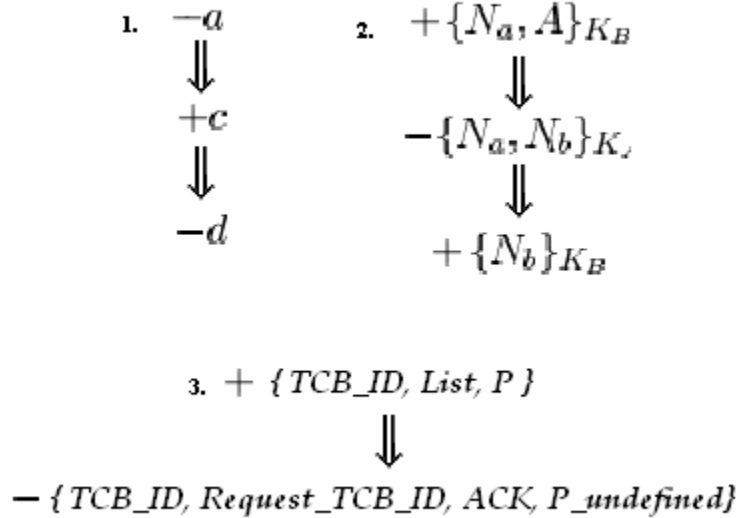 1. −a
2. +{N_a, A}_{K_B}
⇓ ⇓
+c
−{N_a, N_b}_{K
⇓ ⇓
−d
+{N_b}_{K_B}
3. + { TCB_ID, List, P }
⇓
− { TCB_ID, Request_TCB_ID, ACK, P_undefined}